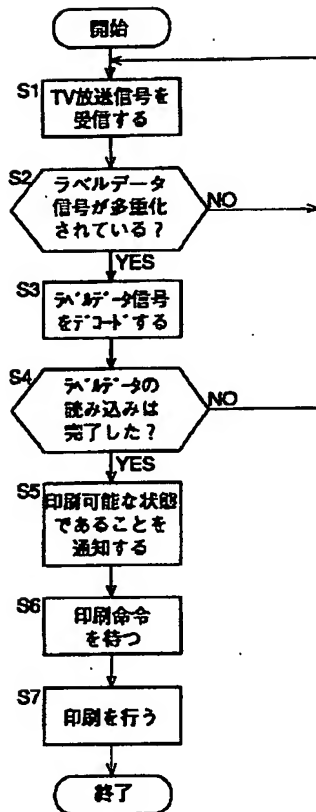 開始
S1
TV放送信号を
受信する
S2
ラベルデータ
信号が多重化
されている?
NO
YES
S3
ラベルデータ信号
をデコードする
S4
ラベルデータの
読み込みは
完了した?
NO
YES
S5
印刷可能な状態
であることを
通知する
S6
印刷命令
を待つ
S7
印刷を行う
終了